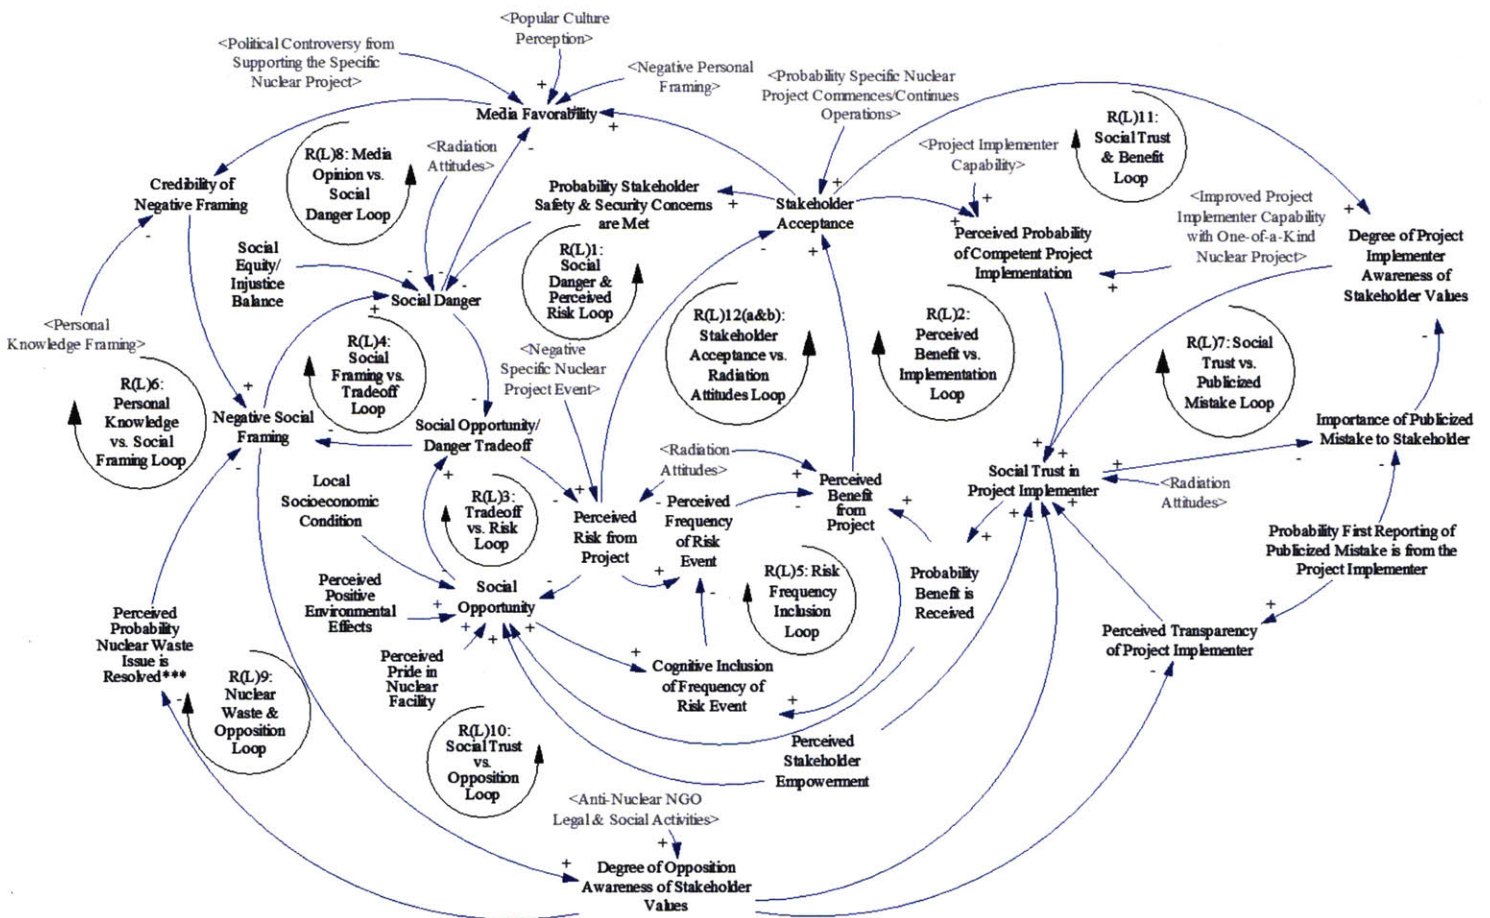 <Popular Culture
Perception>
<Political Controversy from
Supporting the Specific
Nuclear Project>
<Negative Personal
Framing>
<Probability Specific Nuclear
Project Commences/Continues
Operations>
+
Media Favorability
+
R(L)11:
Social Trust
& Benefit
Loop
<Project Implementer
Capability>
R(L)8: Media
Opinion vs.
Social
Danger Loop
<Radiation
Attitudes>
-
Credibility of
Negative Framing
-
Probability Stakeholder
Safety & Security Concerns
are Met
+
+
Stakeholder
Acceptance
-
+
+
+
Perceived Probability
of Competent Project
Implementation
+
<Improved Project
Implementer Capability
with One-of-a-Kind
Nuclear Project>
+
Degree of Project
Implementer
Awareness of
Stakeholder Values
-
Social
Equity/
Injustice
Balance
-
-
-
Social Danger
+
R(L)1:
Social
Danger &
Perceived
Risk Loop
R(L)12(a&b):
Stakeholder
Acceptance vs.
Radiation
Attitudes Loop
R(L)2:
Perceived
Benefit vs.
Implementation
Loop
R(L)7: Social
Trust vs.
Publicized
Mistake Loop
<Personal
Knowledge Framing>
R(L)4:
Social
Framing vs.
Tradeoff
Loop
<Negative
Specific Nuclear
Project Event>
R(L)6:
Personal
Knowledge
vs. Social
Framing Loop
+
Negative Social
Framing
-
-
-
Social Opportunity/
Danger Tradeoff
+
Importance of Publicized
Mistake to Stakeholder
-
-
Local
Socioeconomic
Condition
-
R(L)3:
Tradeoff
vs. Risk
Loop
-
+
Perceived
Risk from
Project
-
+
<Radiation
Attitudes>
-
Perceived
Frequency
of Risk
Event
-
+
-
Perceived
Benefit
from
Project
+
+
+
+
Social Trust in
Project Implementer
+
-
+
<Radiation
Attitudes>
Probability First Reporting of
Publicized Mistake is from the
Project Implementer
+
Perceived
Positive
Environmental
Effects
+
Social
Opportunity
+
+
+
R(L)5: Risk
Frequency
Inclusion
Loop
+
Probability
Benefit is
Received
Perceived
Probability
Nuclear Waste
Issue is
Resolved***
-
Perceived
Pride in
Nuclear
Facility
+
Cognitive Inclusion
of Frequency of
Risk Event
+
Perceived Transparency
of Project Implementer
-
R(L)9:
Nuclear
Waste &
Opposition
Loop
R(L)10:
Social Trust
vs.
Opposition
Loop
Perceived
Stakeholder
Empowerment
<Anti-Nuclear NGO
Legal & Social Activities>
+
+
Degree of Opposition
Awareness of Stakeholder
Values